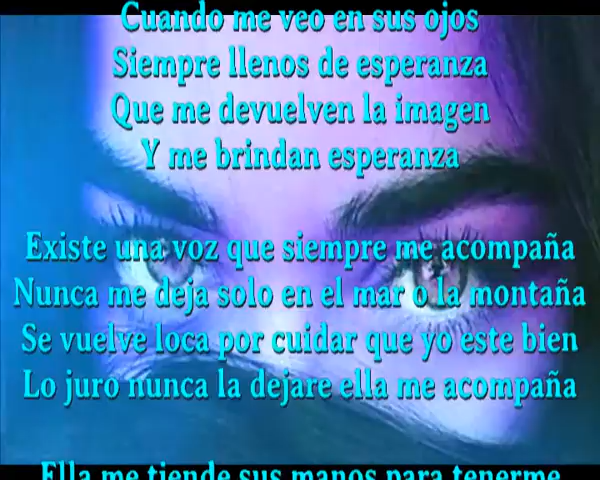 Cuando me veo en sus ojos
Siempre llenos de esperanza
Que me devuelven la imagen
Y me brindan esperanza
Existe una voz que siempre me acompaña
Nunca me deja solo en el mar o la montaña
Se vuelve loca por cuidar que yo este bien
Lo juro nunca la dejare ella me acompaña
Ella me tiende sus manos para tenerme